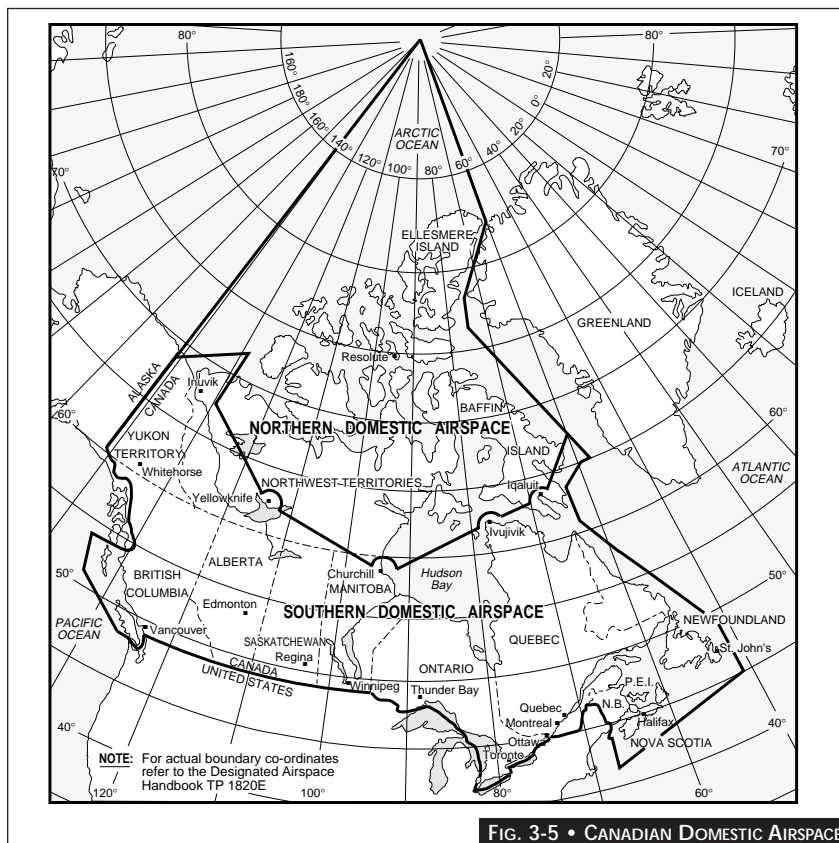 80°
80°
160°
180°
160°
140°
120°
100°
80°
60°
40°
20°
0°
20°
ARCTIC
OCEAN
70°
70°
ELLESMERE
ISLAND
ICELAND
GREENLAND
Resolute
ALASKA
CANADA
Inuvik
BAFFIN
ISLAND
60°
60°
NORTHERN DOMESTIC AIRSPACE
YUKON
TERRITORY
Whitehorse
ATLANTIC
OCEAN
NORTHWEST TERRITORIES
Iqaluit
Yellowknife
Ivujivik
ALBERTA
Churchill
MANITOBA
Hudson
Bay
50°
50°
BRITISH
COLUMBIA
Edmonton
SOUTHERN DOMESTIC AIRSPACE
NEWFOUNDLAND
PACIFIC
OCEAN
Vancouver
SASKATCHEWAN
Regina
QUEBEC
St. John's
CANADA
UNITED STATES
ONTARIO
Winnipeg
Thunder Bay
P.E.I.
N.B.
Quebec
Montreal
Halifax
40°
40°
Ottawa
Toronto
NOVA SCOTIA
NOTE: For actual boundary co-ordinates
refer to the Designated Airspace
Handbook TP 1820E
120°
100°
80°
60°
FIG. 3-5 • CANADIAN DOMESTIC AIRSPACE